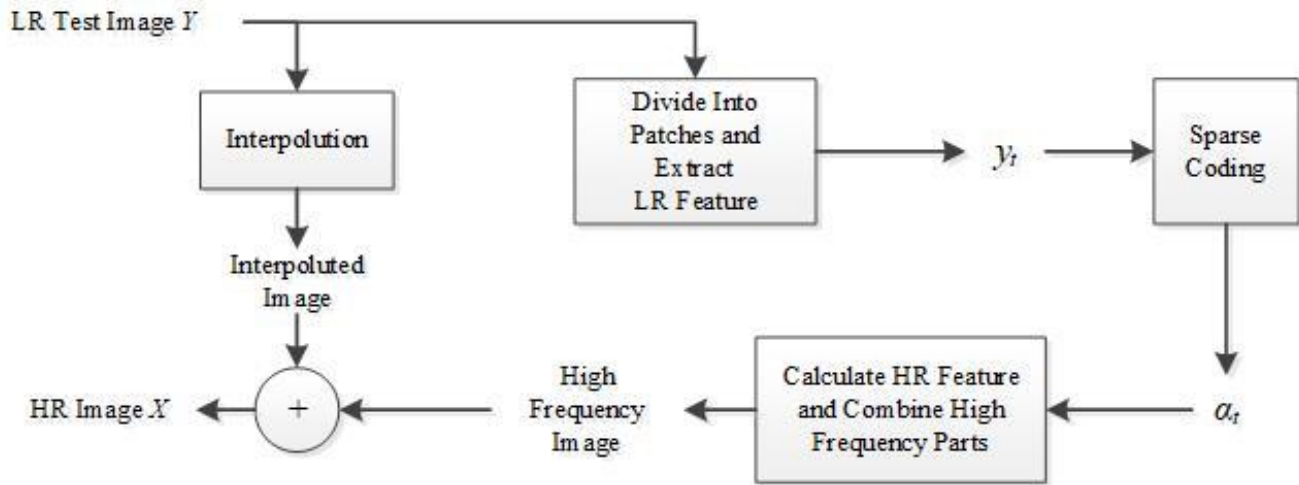 LR Test Image Y
Interpolution
Divide Into
Patches and
Extract
LR Feature
yₜ
Sparse
Coding
Interpoluted
Image
HR Image X
+
High
Frequency
Image
Calculate HR Feature
and Combine High
Frequency Parts
αₜ